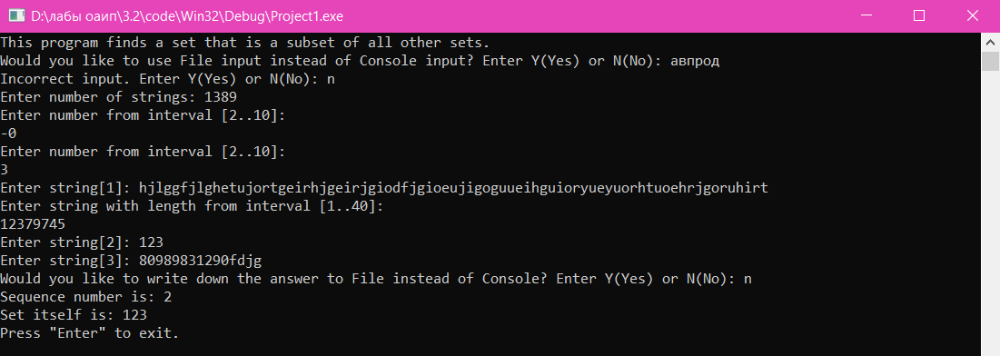 D:\лабы оаип\3.2\code\Win32\Debug\Project1.exe
This program finds a set that is a subset of all other sets.
Would you like to use File input instead of Console input? Enter Y(Yes) or N(No): авпрод
Incorrect input. Enter Y(Yes) or N(No): n
Enter number of strings: 1389
Enter number from interval [2..10]:
-0
Enter number from interval [2..10]:
3
Enter string[1]: hjlggfjlghetujortgeirhjgeirjgiodfjgioeujigoguueihguioryueyuorhtuoehrjgoruhirt
Enter string with length from interval [1..40]:
12379745
Enter string[2]: 123
Enter string[3]: 80989831290fdjg
Would you like to write down the answer to File instead of Console? Enter Y(Yes) or N(No): n
Sequence number is: 2
Set itself is: 123
Press "Enter" to exit.